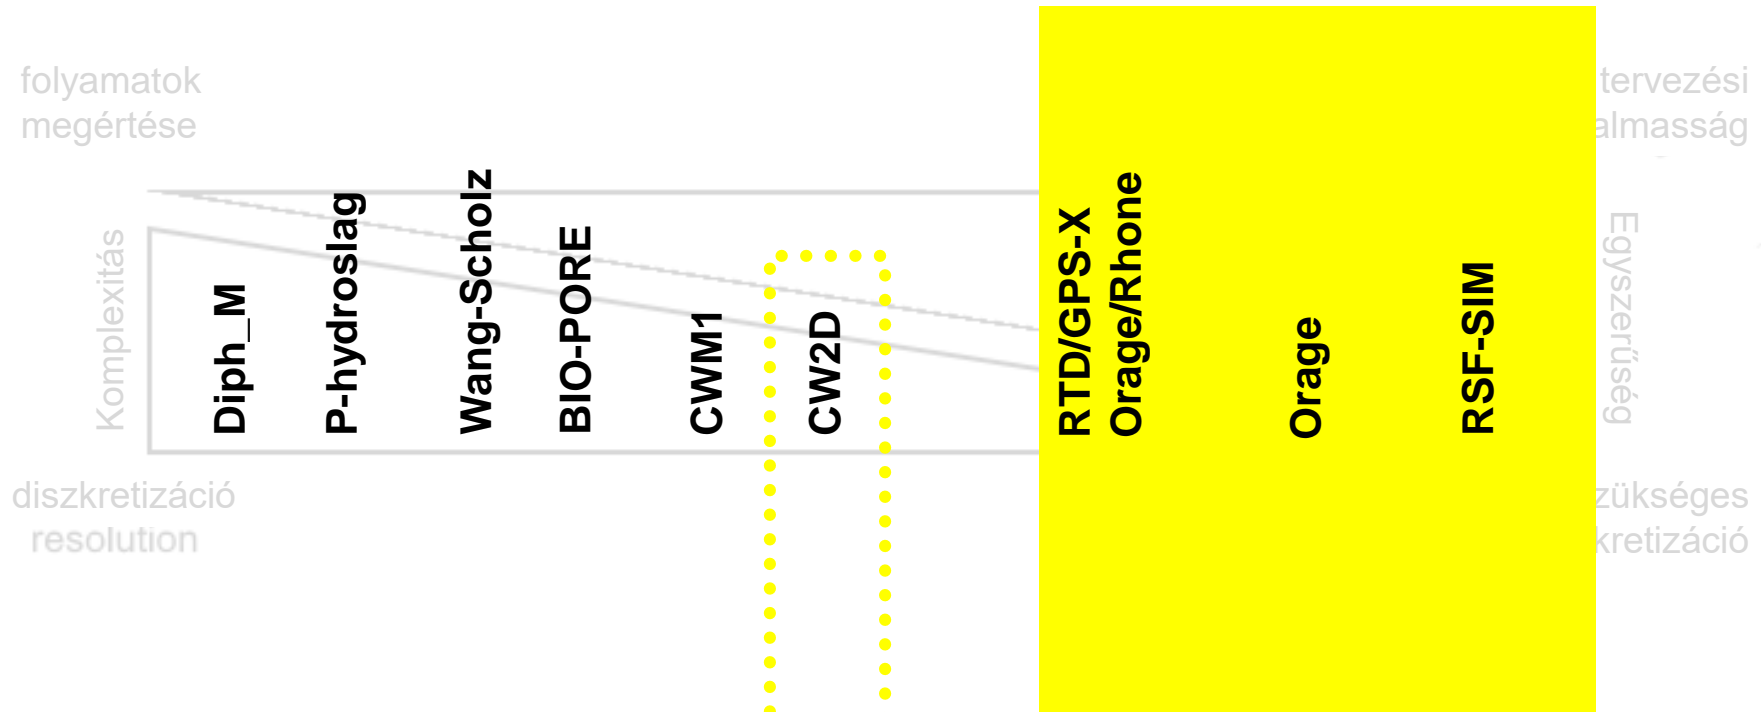 folyamatok
megértése
tervezési
almasság
Komplexitás
Diph_M
P-hydroslag
Wang-Scholz
BIO-PORE
CWM1
CW2D
RTD/GPS-X
Orage/Rhone
Orage
RSF-SIM
Egyszerűség
diszkretizáció
resolution
zükséges
kretizáció